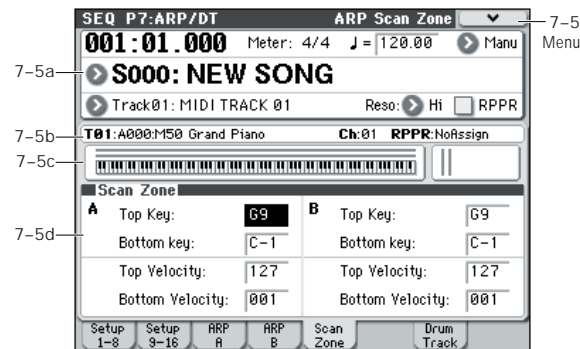 SEQ P7:ARP/DT ARP Scan Zone
7–5
Menu
001:01.000 Meter: 4/4 ♩= 120.00 Manu
7–5a
S000: NEW SONG
Track01: MIDI TRACK 01 Reso: Hi RPPR
7–5b
T01:A000:M50 Grand Piano Ch:01 RPPR:NoAssign
7–5c
Scan Zone
7–5d
A Top Key: G9 B Top Key: G9
Bottom key: C-1 Bottom key: C-1
Top Velocity: 127 Top Velocity: 127
Bottom Velocity: 001 Bottom Velocity: 001
Setup 1-8 Setup 9-16 ARP A ARP B Scan Zone Drum Track